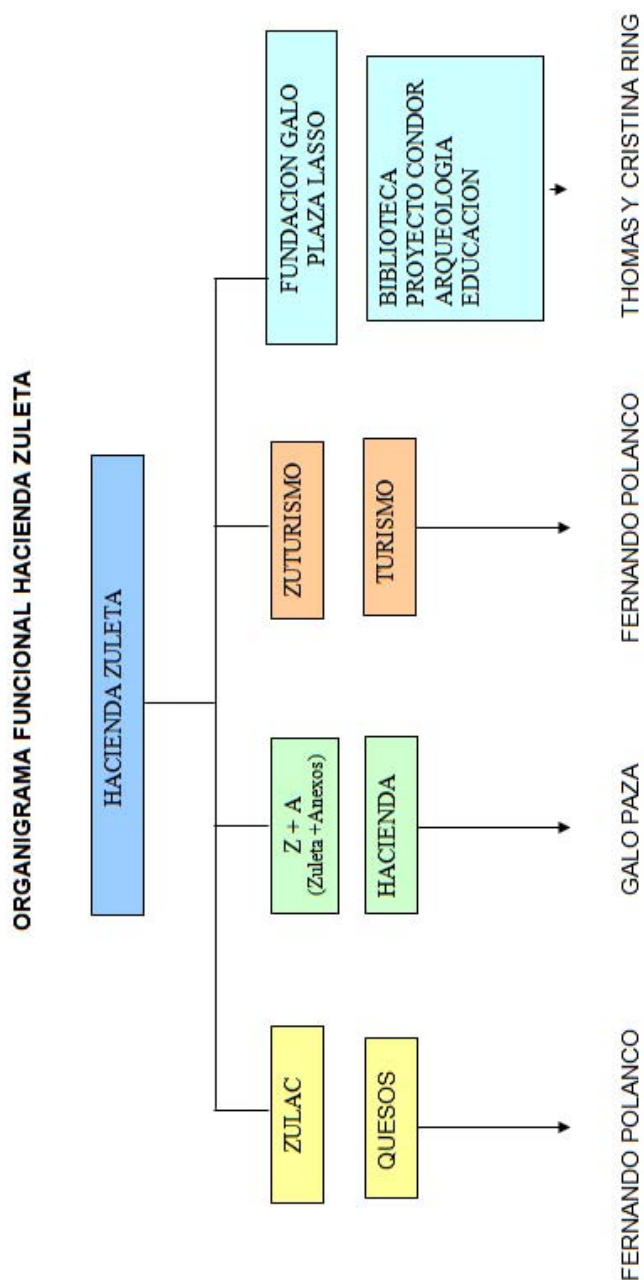 ORGANIGRAMA FUNCIONAL HACIENDA ZULETA
HACIENDA ZULETA
ZULAC
Z + A
(Zuleta +Anexos)
ZUTURISMO
FUNDACION GALO
PLAZA LASSO
QUESOS
HACIENDA
TURISMO
BIBLIOTECA
PROYECTO CONDOR
ARQUEOLOGIA
EDUCACION
FERNANDO POLANCO
GALO PAZA
FERNANDO POLANCO
THOMAS Y CRISTINA RING